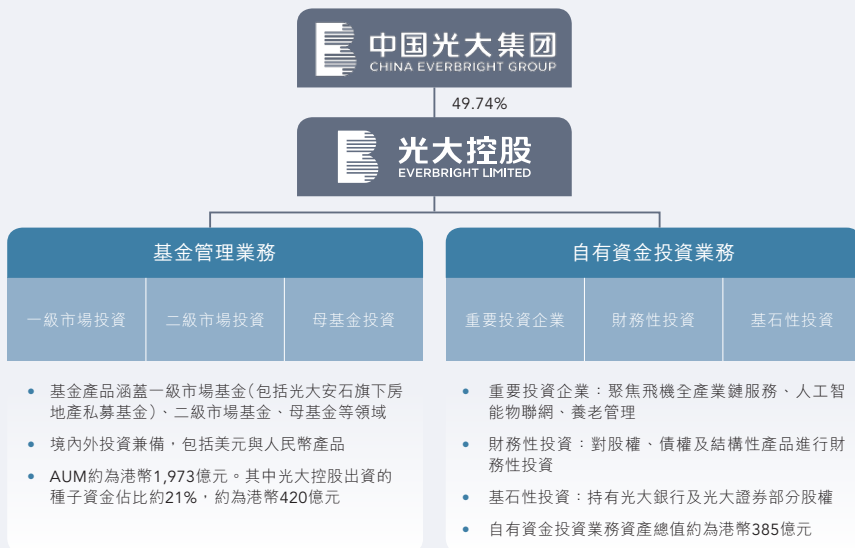 中国光大集团
CHINA EVERBRIGHT GROUP
49.74%
光大控股
EVERBRIGHT LIMITED
基金管理業務
一級市場投資
二級市場投資
母基金投資
• 基金產品涵蓋一級市場基金(包括光大安石旗下房
地產私募基金)、二級市場基金、母基金等領域
• 境內外投資兼備，包括美元與人民幣產品
• AUM約為港幣1,973億元。其中光大控股出資的
種子資金佔比約21%，約為港幣420億元
自有資金投資業務
重要投資企業
財務性投資
基石性投資
• 重要投資企業：聚焦飛機全產業鏈服務、人工智
能物聯網、養老管理
• 財務性投資：對股權、債權及結構性產品進行財
務性投資
• 基石性投資：持有光大銀行及光大證券部分股權
• 自有資金投資業務資產總值約為港幣385億元